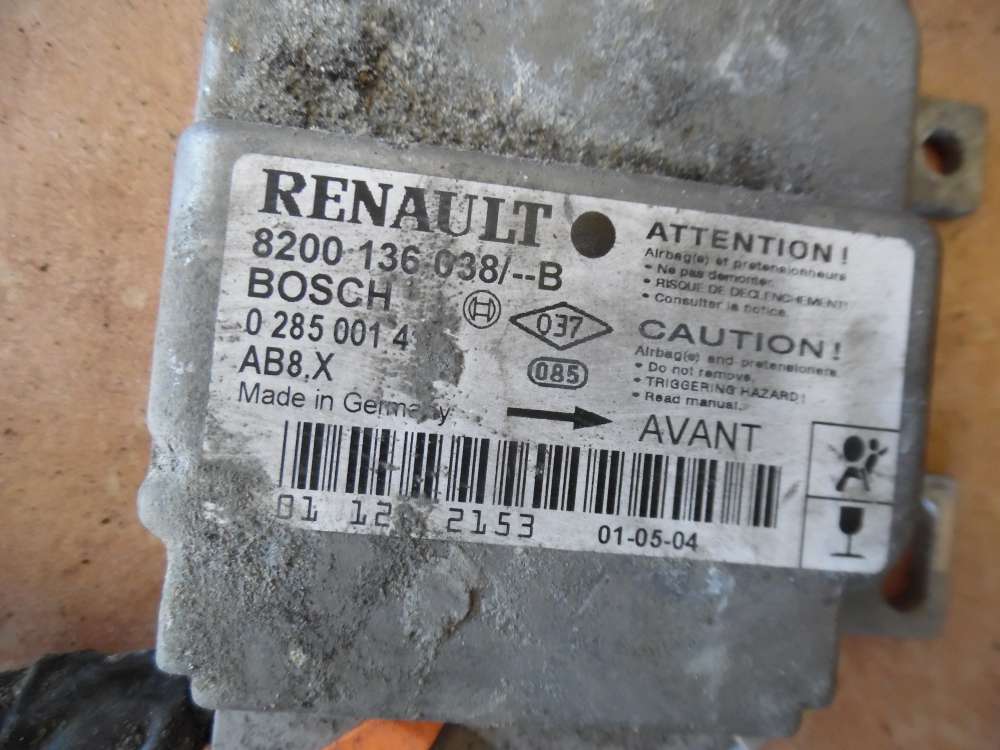 RENAULT
8200 136 038/--B
BOSCH
0 285 001 4
AB8.X
Made in Germany
037
085
ATTENTION!
Airbag(e) et pretensionneurs
• Ne pas demonter.
• RISQUE DE DECLENCHEMENT!
• Consulter la notice.
CAUTION!
Airbag(e) and pretensioners
• Do not remove.
• TRIGGERING HAZARD!
• Read manual.
AVANT
01 12 2153
01-05-04